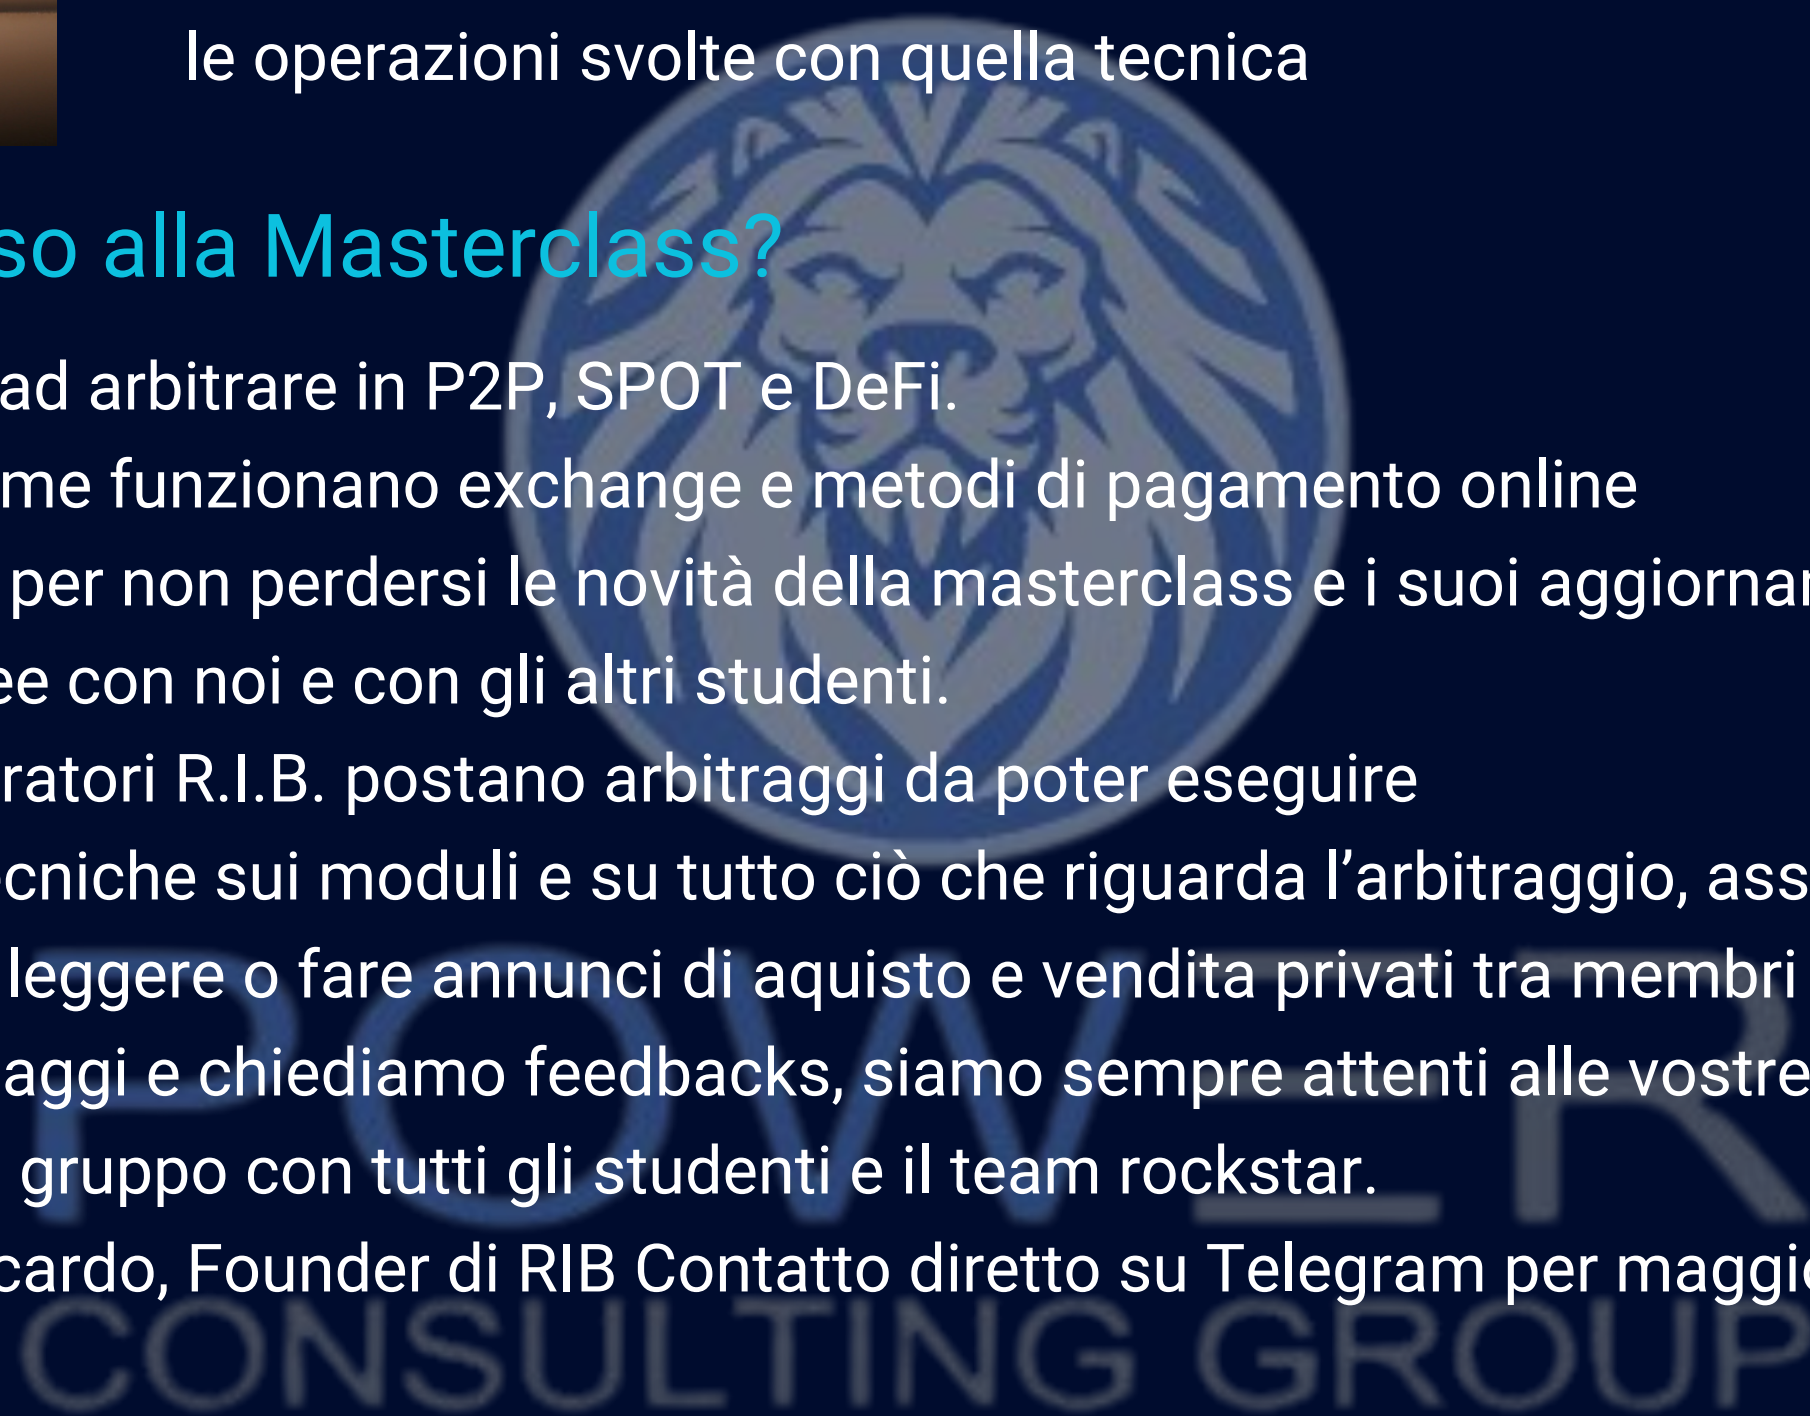 le operazioni svolte con quella tecnica
so alla Masterclass?
ad arbitrare in P2P, SPOT e DeFi.
me funzionano exchange e metodi di pagamento online
per non perdersi le novità della masterclass e i suoi aggiornar
ee con noi e con gli altri studenti.
ratori R.I.B. postano arbitraggi da poter eseguire
cniche sui moduli e su tutto ciò che riguarda l’arbitraggio, ass
leggere o fare annunci di aquisto e vendita privati tra membri
aggi e chiediamo feedbacks, siamo sempre attenti alle vostre
gruppo con tutti gli studenti e il team rockstar.
cardo, Founder di RIB Contatto diretto su Telegram per maggio
POWER
CONSULTING GROUP